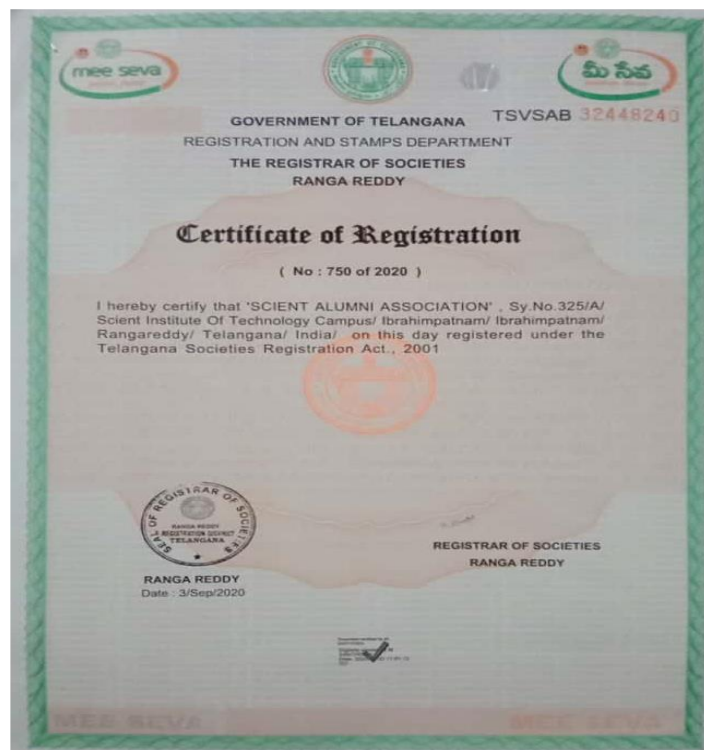 mee seva
మీ సేవ
GOVERNMENT OF TELANGANA
TSVSAB 32448240
REGISTRATION AND STAMPS DEPARTMENT
THE REGISTRAR OF SOCIETIES
RANGA REDDY
Certificate of Registration
( No : 750 of 2020 )
I hereby certify that 'SCIENT ALUMNI ASSOCIATION' , Sy.No.325/A/
Scient Institute Of Technology Campus/ Ibrahimpatnam/ Ibrahimpatnam/
Rangareddy/ Telangana/ India/ on this day registered under the
Telangana Societies Registration Act., 2001
SEAL OF REGISTRAR OF SOCIETIES
RANGA REDDY
REGISTRATION DISTRICT
TELANGANA
REGISTRAR OF SOCIETIES
RANGA REDDY
RANGA REDDY
Date : 3/Sep/2020
MEE SEVA
MEE SEVA